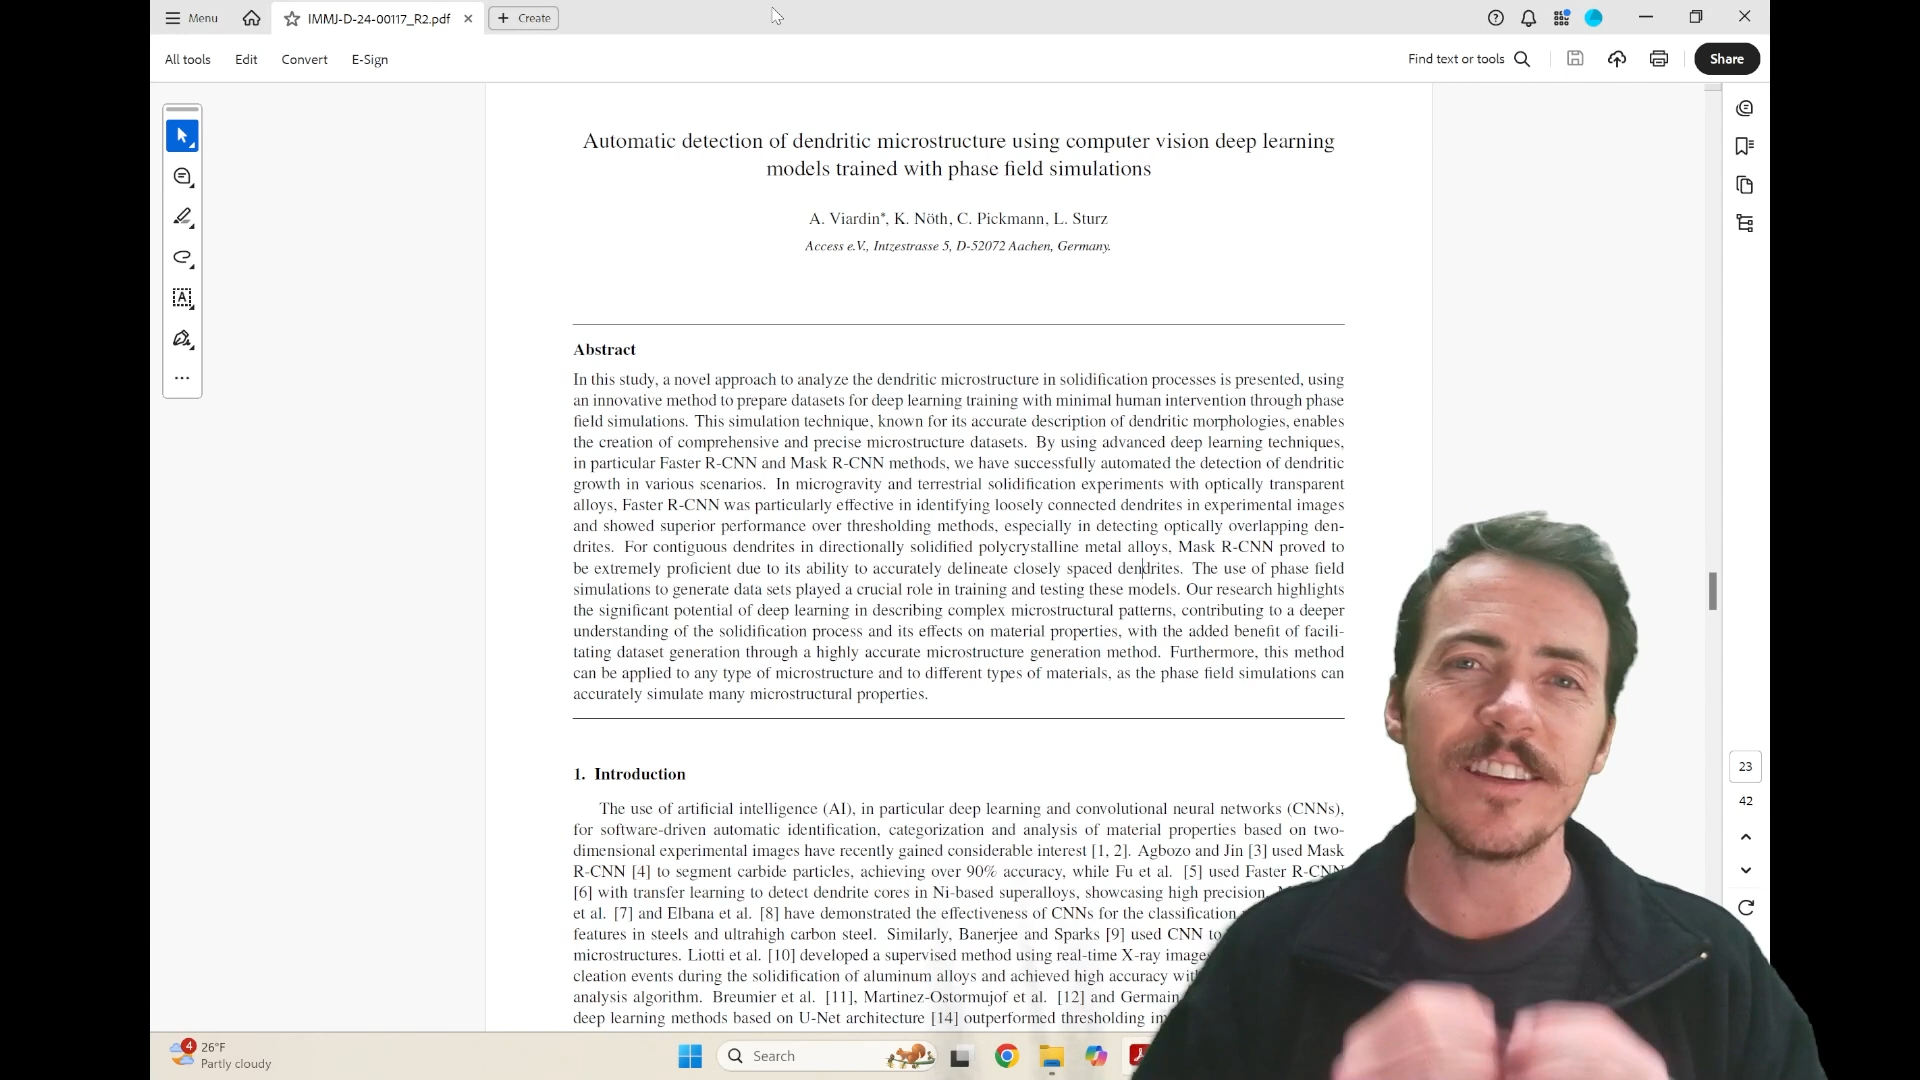 Menu
IMMJ-D-24-00117_R2.pdf
Create
All tools
Edit
Convert
E-Sign
Find text or tools
Share
Automatic detection of dendritic microstructure using computer vision deep learning
models trained with phase field simulations
A. Viardin*, K. Nöth, C. Pickmann, L. Sturz
Access e.V., Intzestrasse 5, D-52072 Aachen, Germany.
Abstract
In this study, a novel approach to analyze the dendritic microstructure in solidification processes is presented, using
an innovative method to prepare datasets for deep learning training with minimal human intervention through phase
field simulations. This simulation technique, known for its accurate description of dendritic morphologies, enables
the creation of comprehensive and precise microstructure datasets. By using advanced deep learning techniques,
in particular Faster R-CNN and Mask R-CNN methods, we have successfully automated the detection of dendritic
growth in various scenarios. In microgravity and terrestrial solidification experiments with optically transparent
alloys, Faster R-CNN was particularly effective in identifying loosely connected dendrites in experimental images
and showed superior performance over thresholding methods, especially in detecting optically overlapping den-
drites. For contiguous dendrites in directionally solidified polycrystalline metal alloys, Mask R-CNN proved to
be extremely proficient due to its ability to accurately delineate closely spaced dendrites. The use of phase field
simulations to generate data sets played a crucial role in training and testing these models. Our research highlights
the significant potential of deep learning in describing complex microstructural patterns, contributing to a deeper
understanding of the solidification process and its effects on material properties, with the added benefit of facili-
tating dataset generation through a highly accurate microstructure generation method. Furthermore, this method
can be applied to any type of microstructure and to different types of materials, as the phase field simulations can
accurately simulate many microstructural properties.
1. Introduction
The use of artificial intelligence (AI), in particular deep learning and convolutional neural networks (CNNs),
for software-driven automatic identification, categorization and analysis of material properties based on two-
dimensional experimental images have recently gained considerable interest [1, 2]. Agbozo and Jin [3] used Mask
R-CNN [4] to segment carbide particles, achieving over 90% accuracy, while Fu et al. [5] used Faster R-CNN
[6] with transfer learning to detect dendrite cores in Ni-based superalloys, showcasing high precision.
et al. [7] and Elbana et al. [8] have demonstrated the effectiveness of CNNs for the classification
features in steels and ultrahigh carbon steel. Similarly, Banerjee and Sparks [9] used CNN to
microstructures. Liotti et al. [10] developed a supervised method using real-time X-ray images
cleation events during the solidification of aluminum alloys and achieved high accuracy
analysis algorithm. Breumier et al. [11], Martinez-Ostormujof et al. [12] and Germain
deep learning methods based on U-Net architecture [14] outperformed thresholding
23
42
4
26°F
Partly cloudy
Search